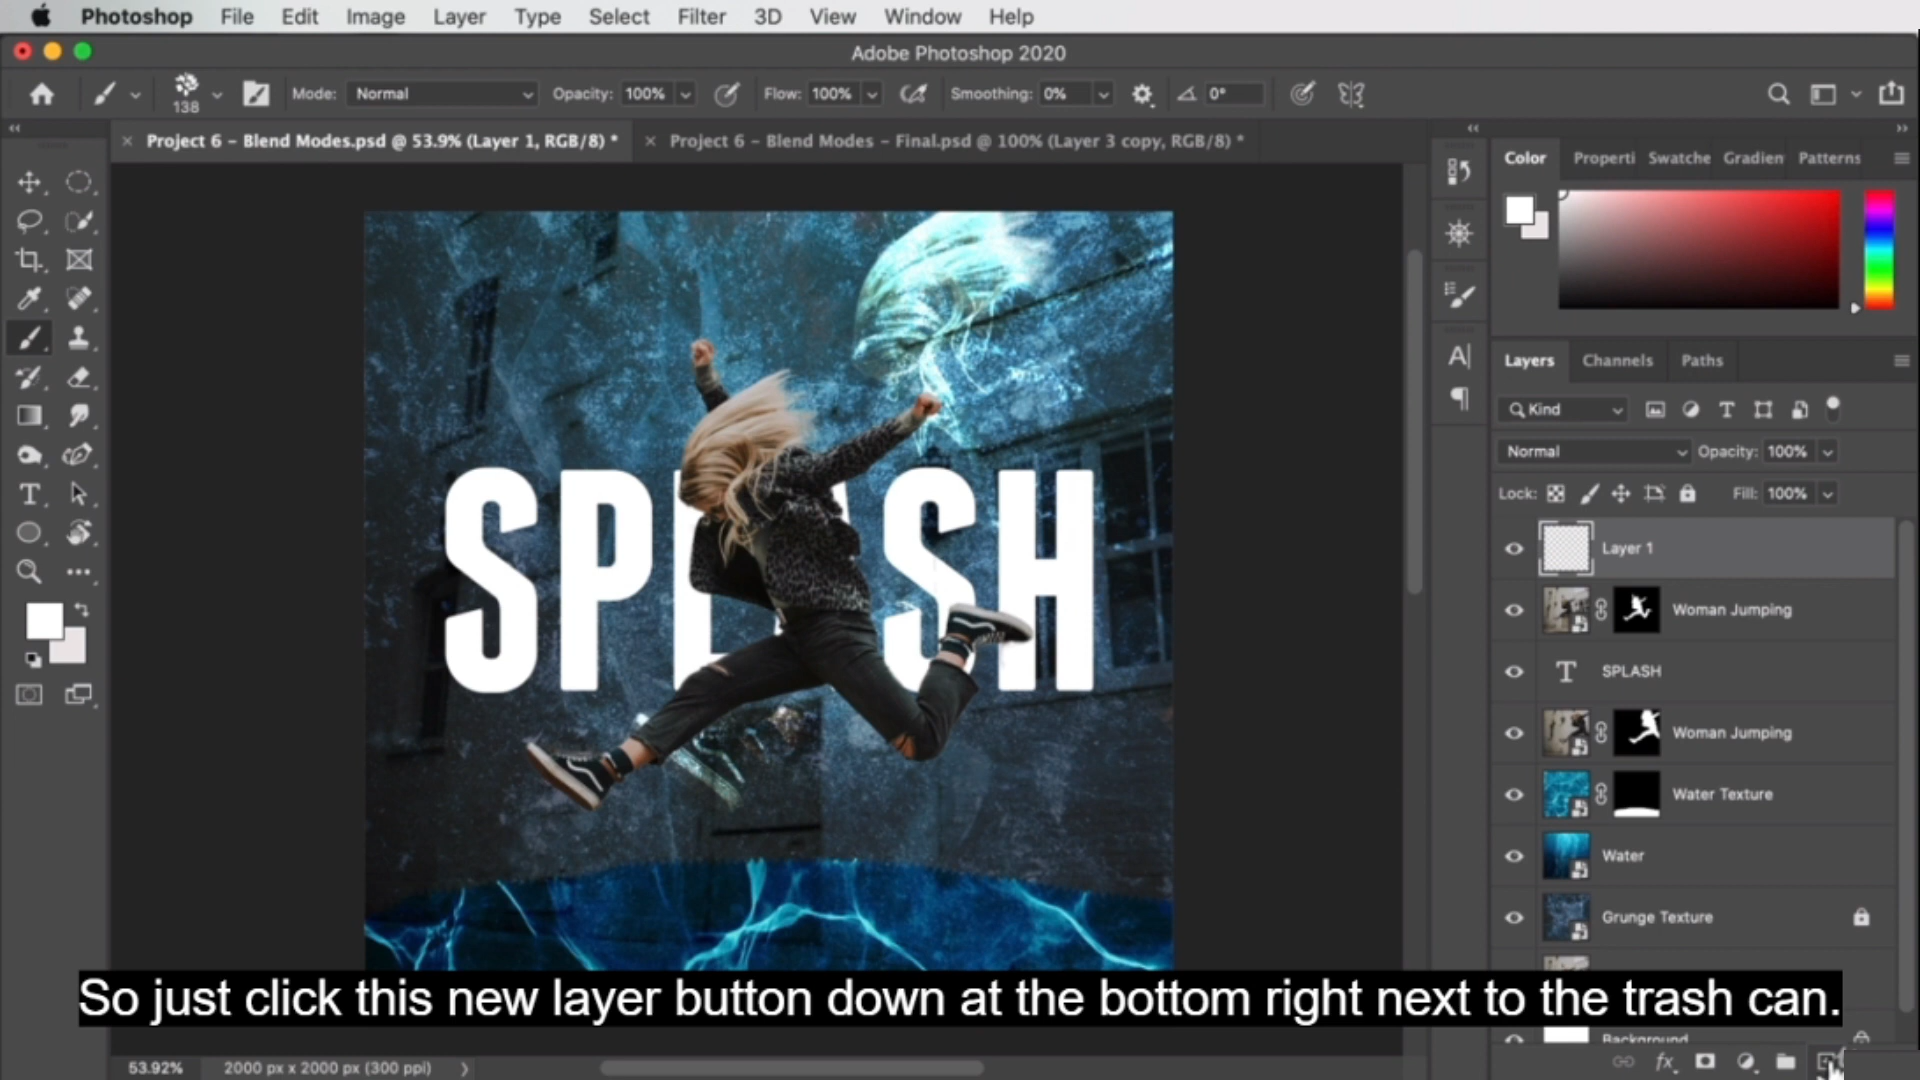 Photoshop File Edit Image Layer Type Select Filter 3D View Window Help
Adobe Photoshop 2020
138 Mode: Normal Opacity: 100% Flow: 100% Smoothing: 0% 0°
Project 6 – Blend Modes.psd @ 53.9% (Layer 1, RGB/8) * Project 6 – Blend Modes – Final.psd @ 100% (Layer 3 copy, RGB/8) *
Color Properti Swatche Gradien Patterns
Layers Channels Paths
Kind
Normal Opacity: 100%
Lock: Fill: 100%
Layer 1
Woman Jumping
SPLASH
Woman Jumping
Water Texture
Water
Grunge Texture
Background
SPLASH
So just click this new layer button down at the bottom right next to the trash can.
53.92% 2000 px x 2000 px (300 ppi)
fx